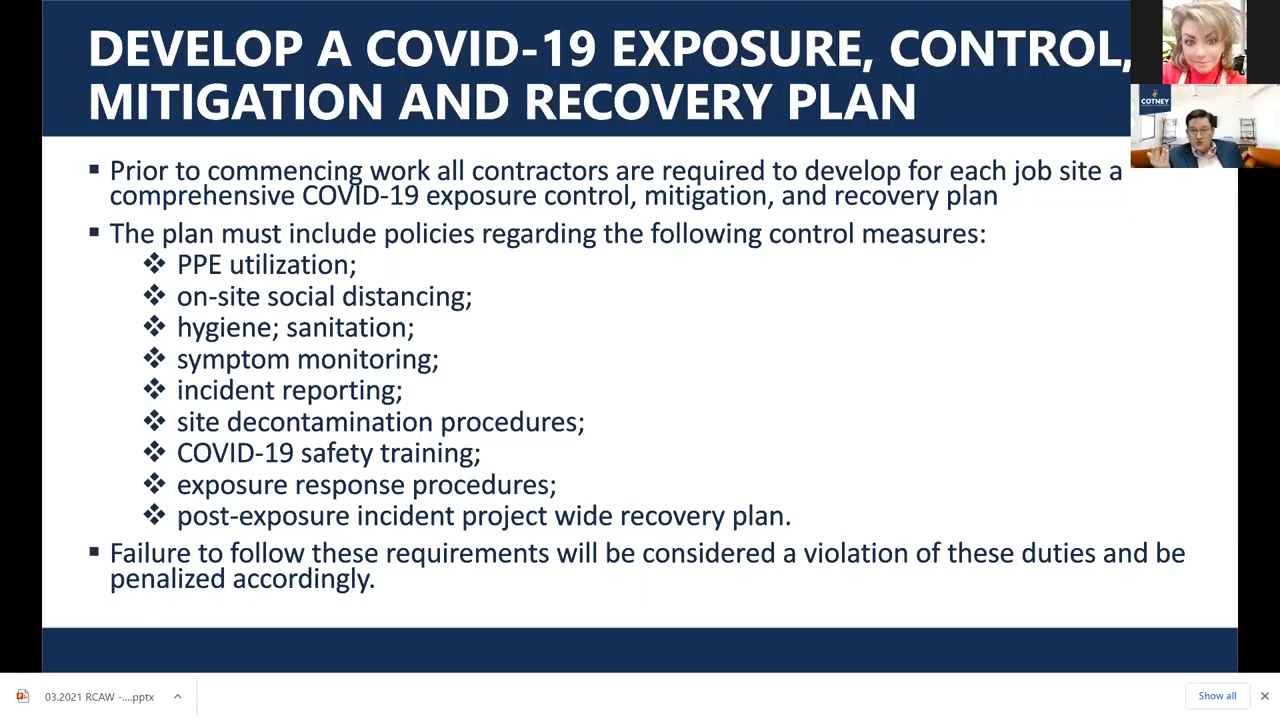 DEVELOP A COVID-19 EXPOSURE, CONTROL,
MITIGATION AND RECOVERY PLAN
COTNEY
▪ Prior to commencing work all contractors are required to develop for each job site a
comprehensive COVID-19 exposure control, mitigation, and recovery plan
▪ The plan must include policies regarding the following control measures:
❖ PPE utilization;
❖ on-site social distancing;
❖ hygiene; sanitation;
❖ symptom monitoring;
❖ incident reporting;
❖ site decontamination procedures;
❖ COVID-19 safety training;
❖ exposure response procedures;
❖ post-exposure incident project wide recovery plan.
▪ Failure to follow these requirements will be considered a violation of these duties and be
penalized accordingly.
03.2021 RCAW -....pptx
Show all